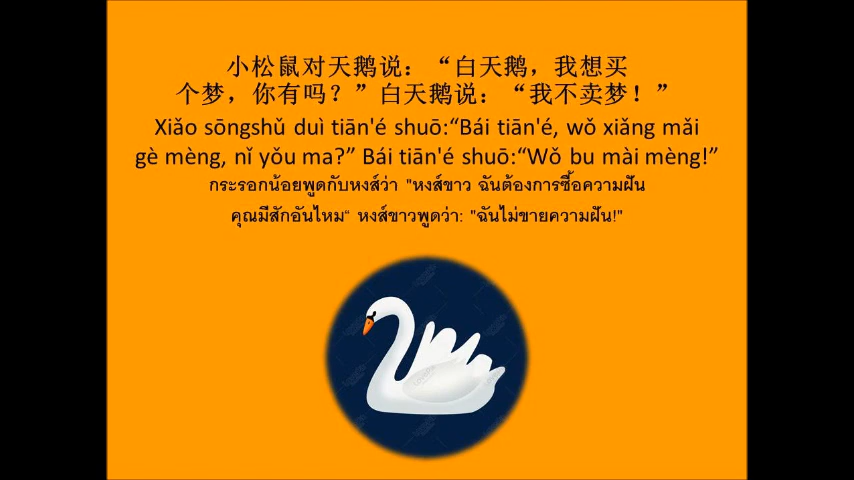 小松鼠对天鹅说：“白天鹅，我想买
个梦，你有吗？”白天鹅说：“我不卖梦！”
Xiǎo sōngshǔ duì tiān'é shuō:“Bái tiān'é, wǒ xiǎng mǎi
gè mèng, nǐ yǒu ma?” Bái tiān'é shuō:“Wǒ bu mài mèng!”
กระรอกน้อยพูดกับหงส์ว่า "หงส์ขาว ฉันต้องการซื้อความฝัน
คุณมีสักอันไหม“ หงส์ขาวพูดว่า: "ฉันไม่ขายความฝัน!"